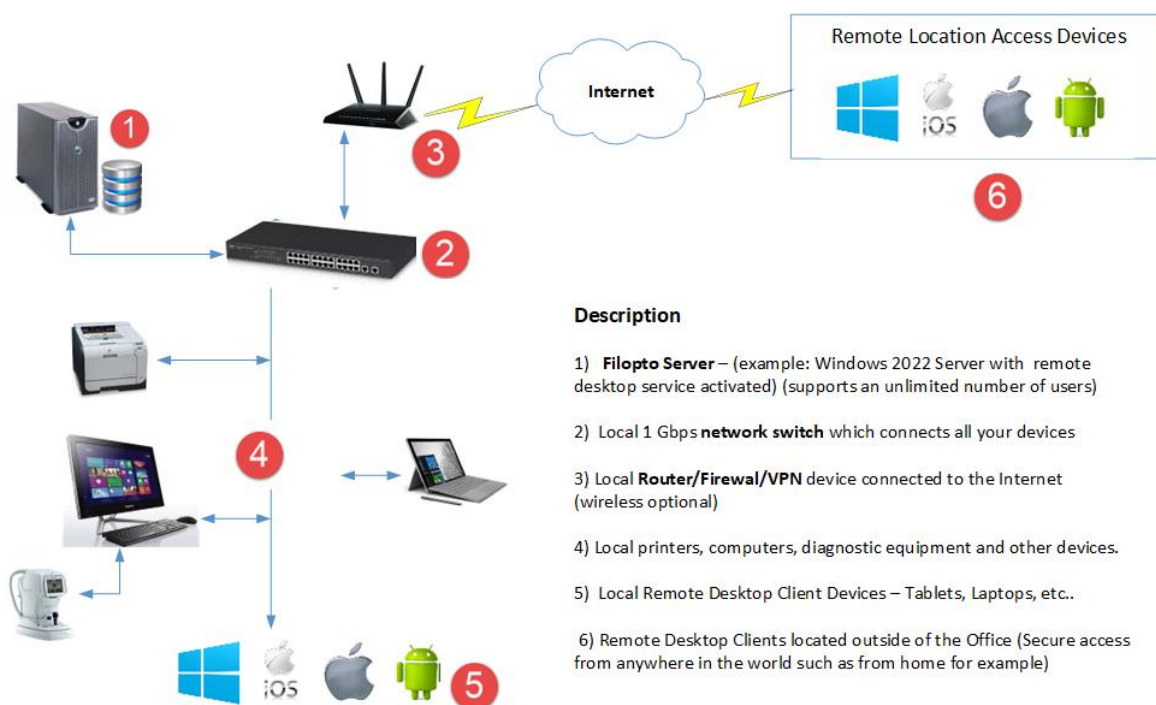 Remote Location Access Devices
Internet
iOS
1
3
6
2
Description
1) Filopto Server – (example: Windows 2022 Server with remote
desktop service activated) (supports an unlimited number of users)
2) Local 1 Gbps network switch which connects all your devices
3) Local Router/Firewal/VPN device connected to the Internet
(wireless optional)
4) Local printers, computers, diagnostic equipment and other devices.
5) Local Remote Desktop Client Devices – Tablets, Laptops, etc..
6) Remote Desktop Clients located outside of the Office (Secure access
from anywhere in the world such as from home for example)
4
iOS
5